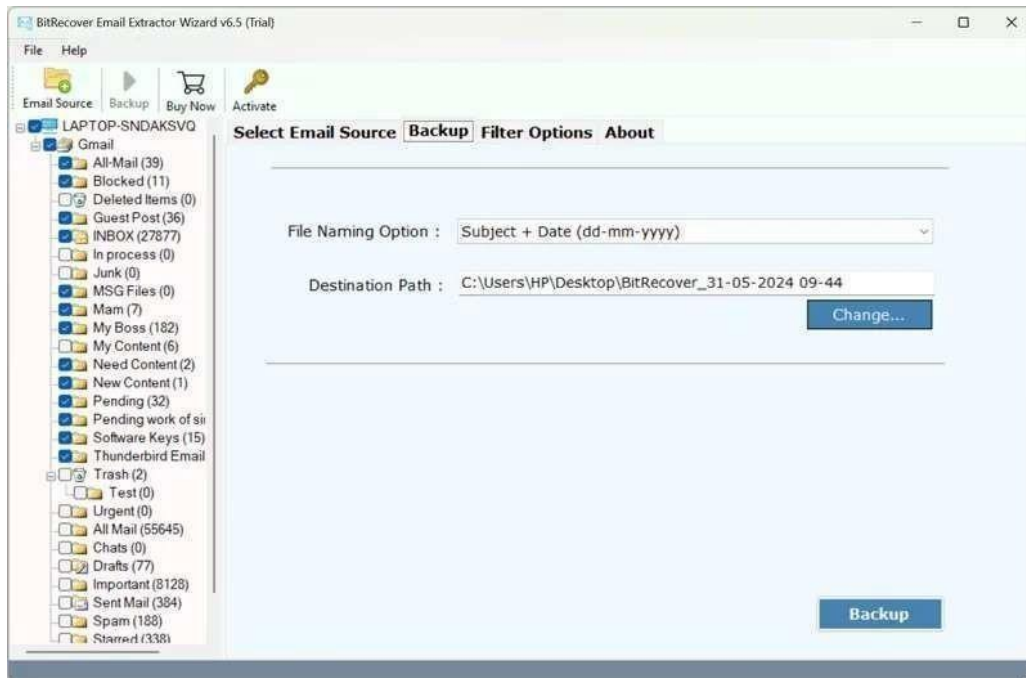 BitRecover Email Extractor Wizard v6.5 (Trial)
File Help
Email Source Backup Buy Now Activate
LAPTOP-SNDAKSVQ
Gmail
All-Mail (39)
Blocked (11)
Deleted Items (0)
Guest Post (36)
INBOX (27877)
In process (0)
Junk (0)
MSG Files (0)
Mam (7)
My Boss (182)
My Content (6)
Need Content (2)
New Content (1)
Pending (32)
Pending work of sir
Software Keys (15)
Thunderbird Email
Trash (2)
Test (0)
Urgent (0)
All Mail (55645)
Chats (0)
Drafts (77)
Important (8128)
Sent Mail (384)
Spam (188)
Starred (338)
Select Email Source Backup Filter Options About
File Naming Option : Subject + Date (dd-mm-yyyy)
Destination Path : C:\Users\HP\Desktop\BitRecover_31-05-2024 09-44
Change...
Backup